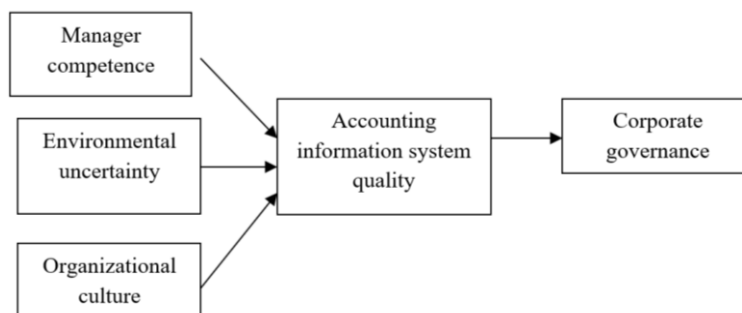 Manager
competence
Environmental
uncertainty
Organizational
culture
Accounting
information system
quality
Corporate
governance